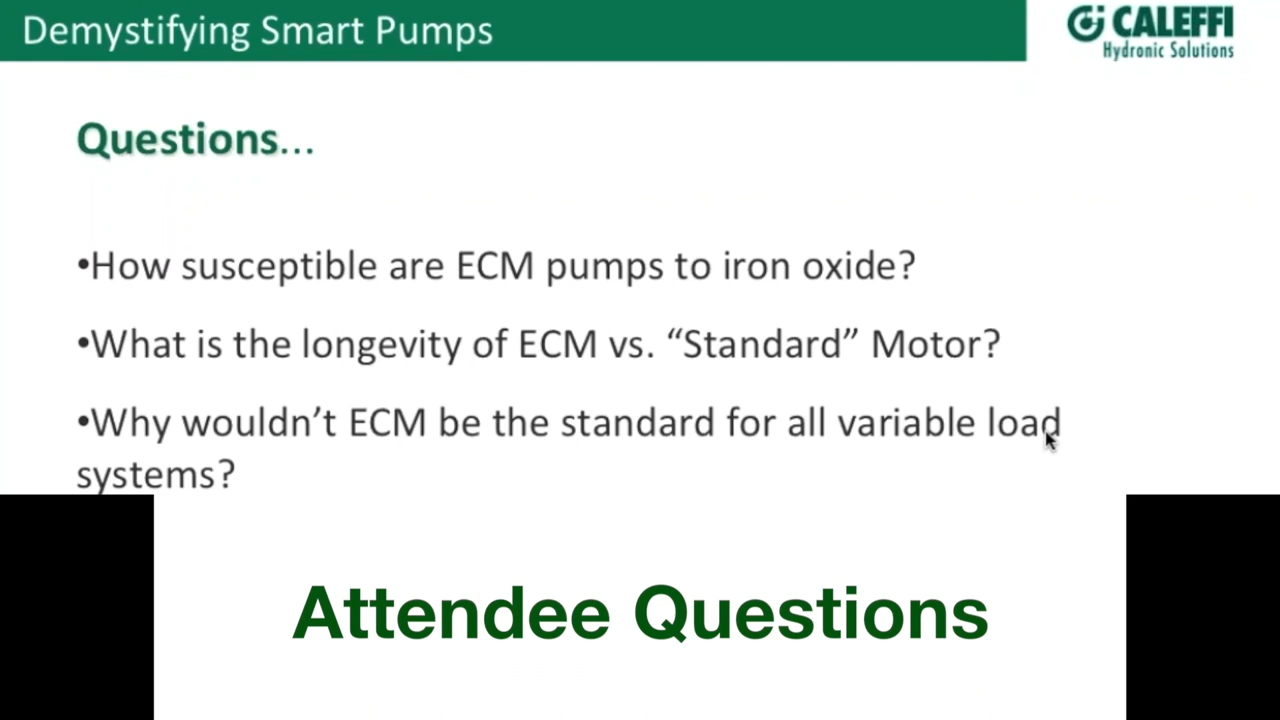 Demystifying Smart Pumps
CALEFFI
Hydronic Solutions
Questions...
•How susceptible are ECM pumps to iron oxide?
•What is the longevity of ECM vs. “Standard” Motor?
•Why wouldn’t ECM be the standard for all variable load
systems?
Attendee Questions